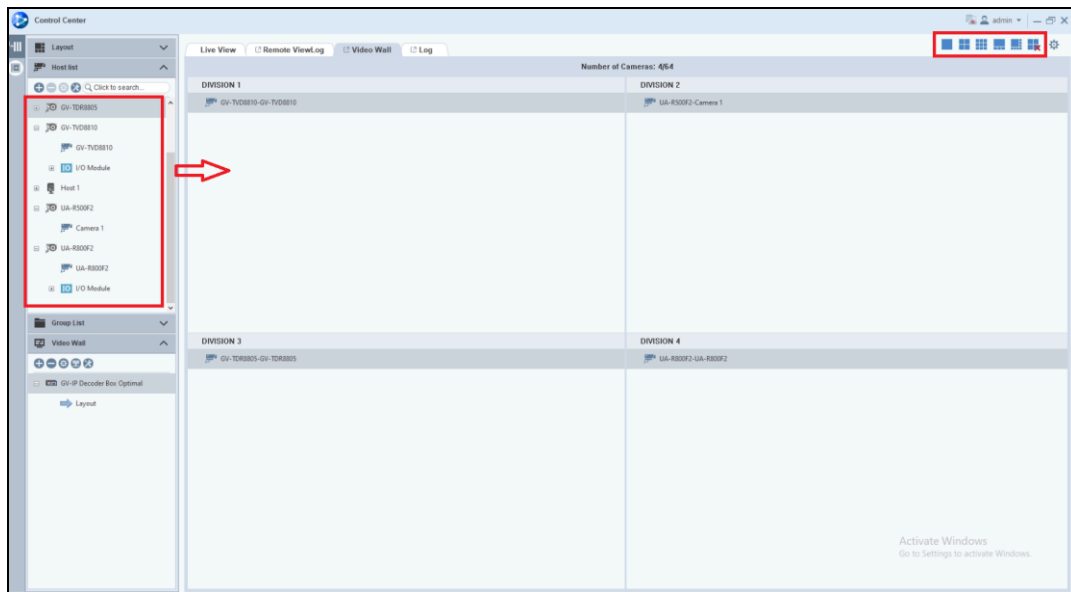 Control Center
admin
Layout
Live View
Remote ViewLog
Video Wall
Log
Host list
Number of Cameras: 4/64
Click to search...
DIVISION 1
DIVISION 2
GV-TDR8805
GV-TVD8810-GV-TVD8810
UA-R500F2-Camera 1
GV-TVD8810
GV-TVD8810
I/O Module
Host 1
UA-R500F2
Camera 1
UA-R800F2
UA-R800F2
I/O Module
Group List
Video Wall
DIVISION 3
DIVISION 4
GV-TDR8805-GV-TDR8805
UA-R800F2-UA-R800F2
GV-IP Decoder Box Optimal
Layout
Activate Windows
Go to Settings to activate Windows.